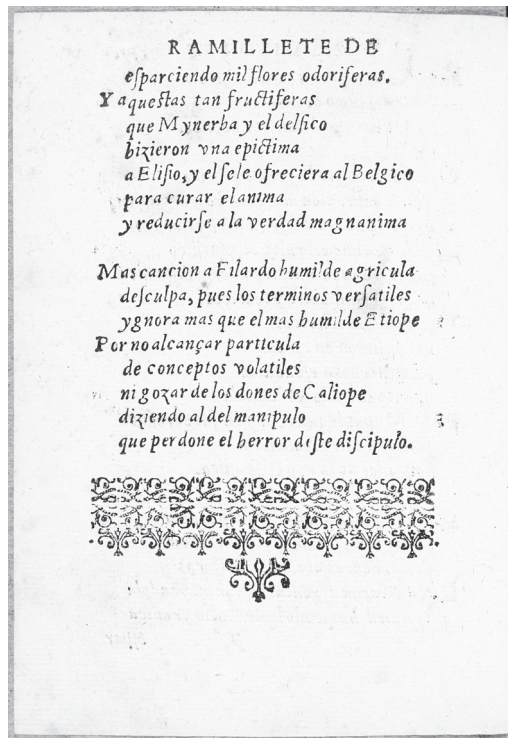 RAMILLETE DE
esparciendo mil flores odoriferas.
Y aquestas tan fructiferas
que Mynerba y el delfico
hizieron vna epictima
a Elisio, y el se le ofreciera al Belgico
para curar el anima
y reducirse a la verdad magnanima
Mas cancion a Filardo humilde agricula
desculpa, pues los terminos versatiles
ygnora mas que el mas humilde Etiope
Por no alcançar particula
de conceptos volatiles
ni gozar de los dones de Caliope
diziendo al del manipulo
que perdone el herror deste discipulo.